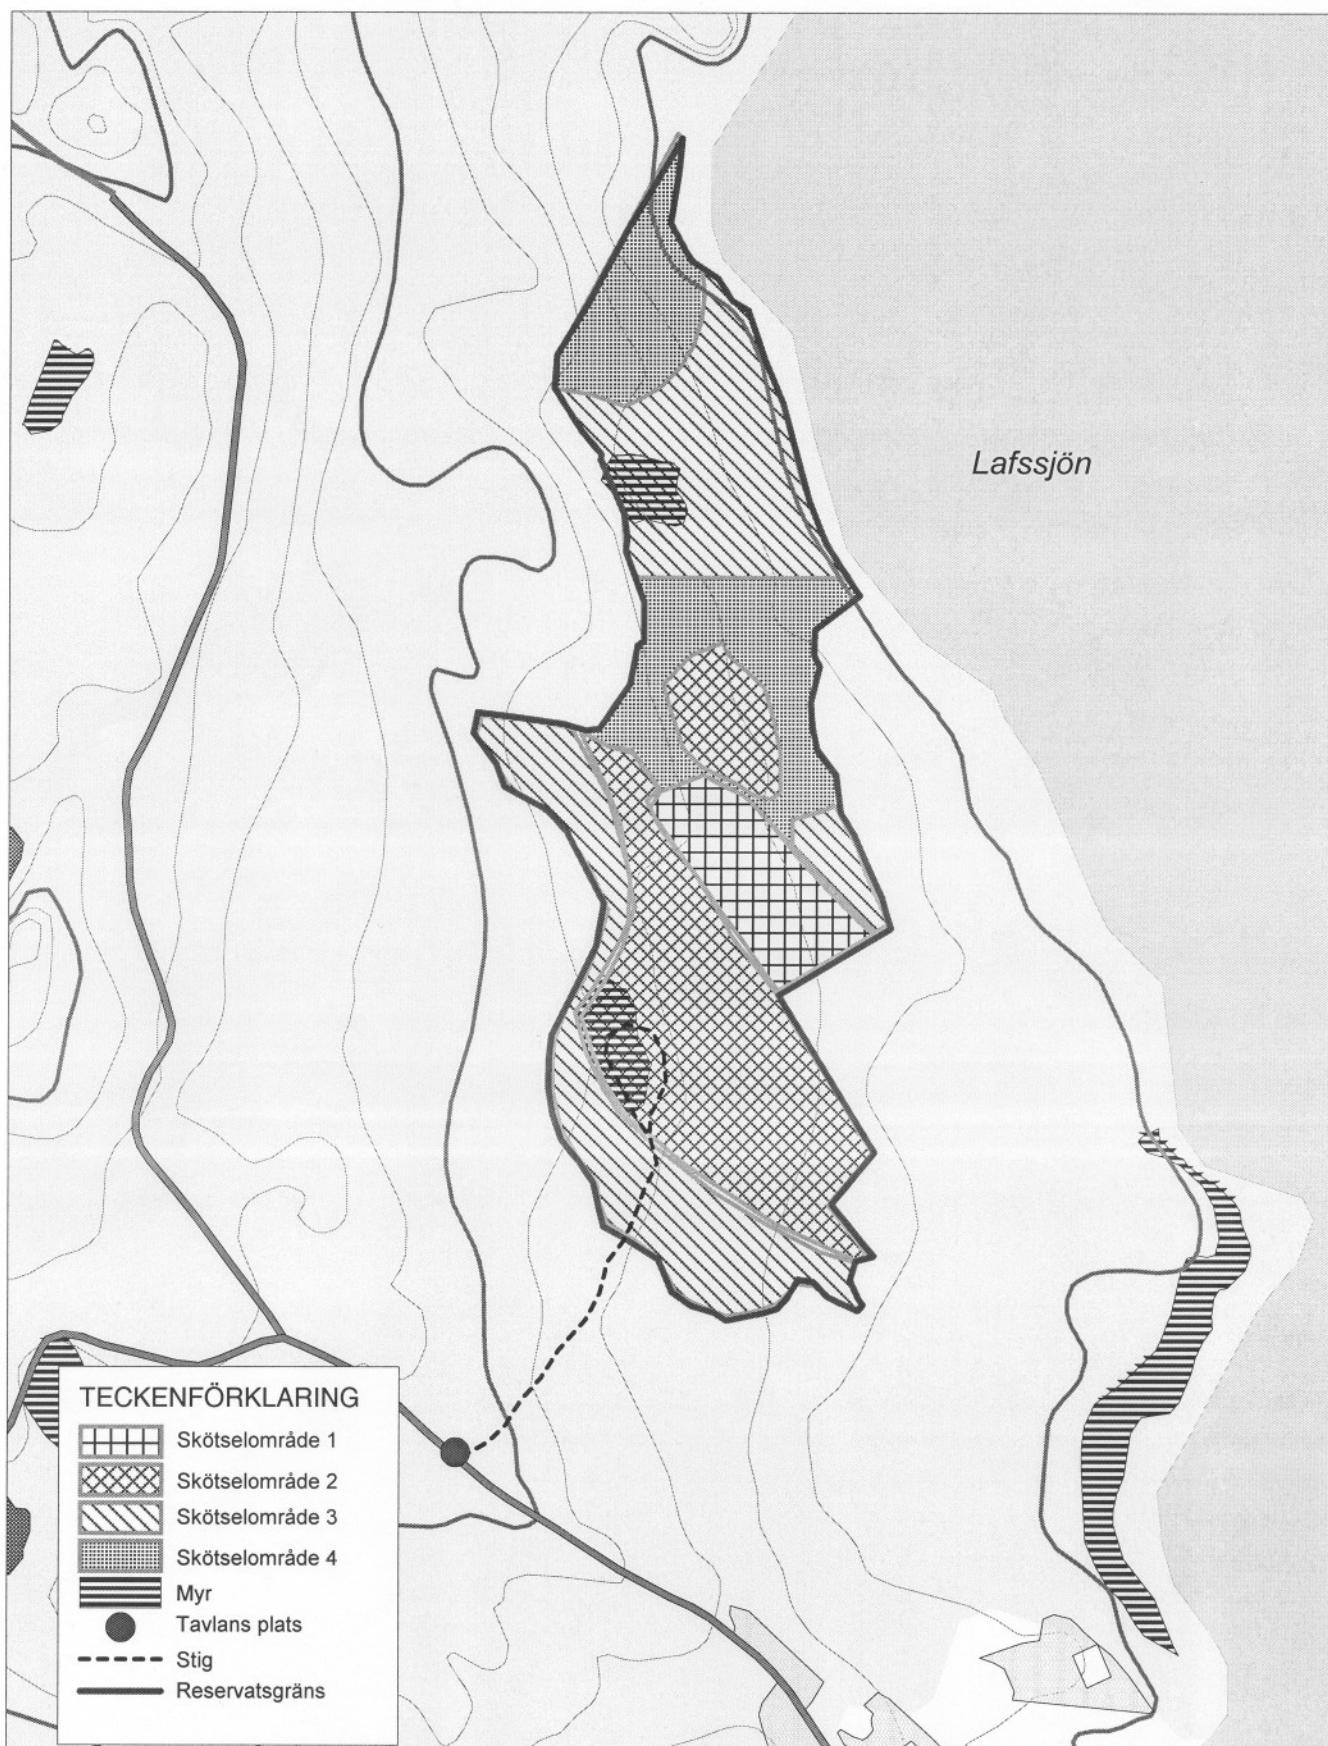 Lafssjön
TECKENFÖRKLARING
Skötselområde 1
Skötselområde 2
Skötselområde 3
Skötselområde 4
Myr
Tavlans plats
Stig
Reservatsgräns